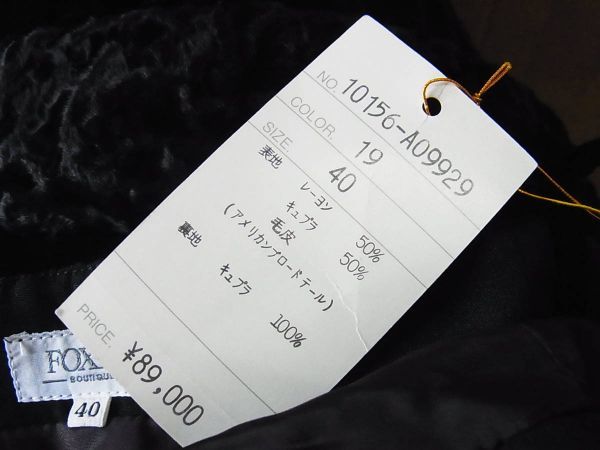 NO. 10156-A09929
COLOR. 19
SIZE. 40
表地 レーヨン 50%
キュプラ 50%
毛皮
(アメリカンブロードテール)
裏地 キュプラ 100%
PRICE. ¥89,000
FOX
BOUTIQUE
40